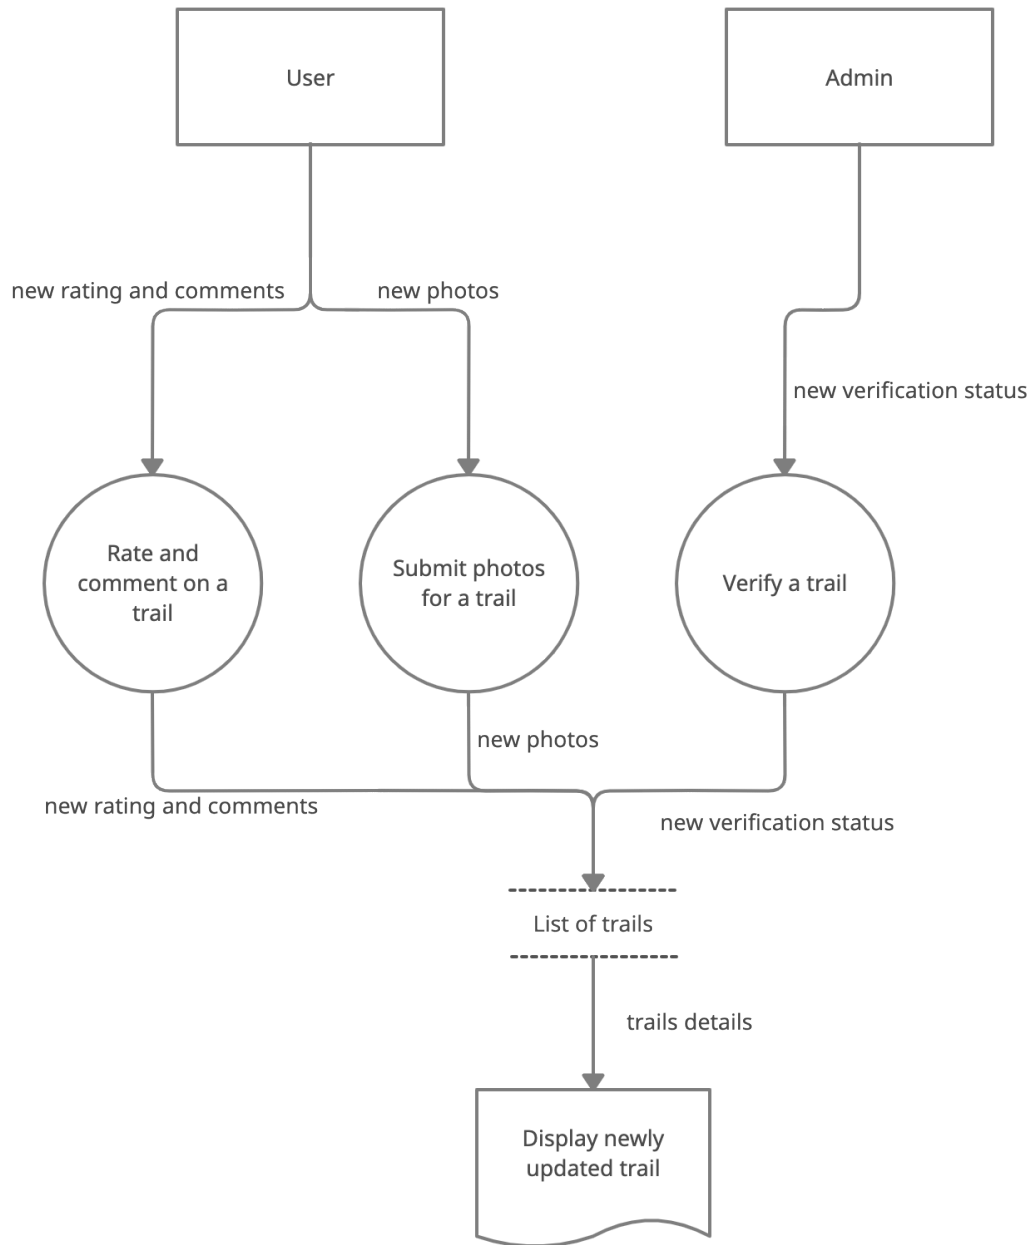 User
Admin
new rating and comments
new photos
new verification status
Rate and
comment on a
trail
Submit photos
for a trail
Verify a trail
new photos
new rating and comments
new verification status
List of trails
trails details
Display newly
updated trail